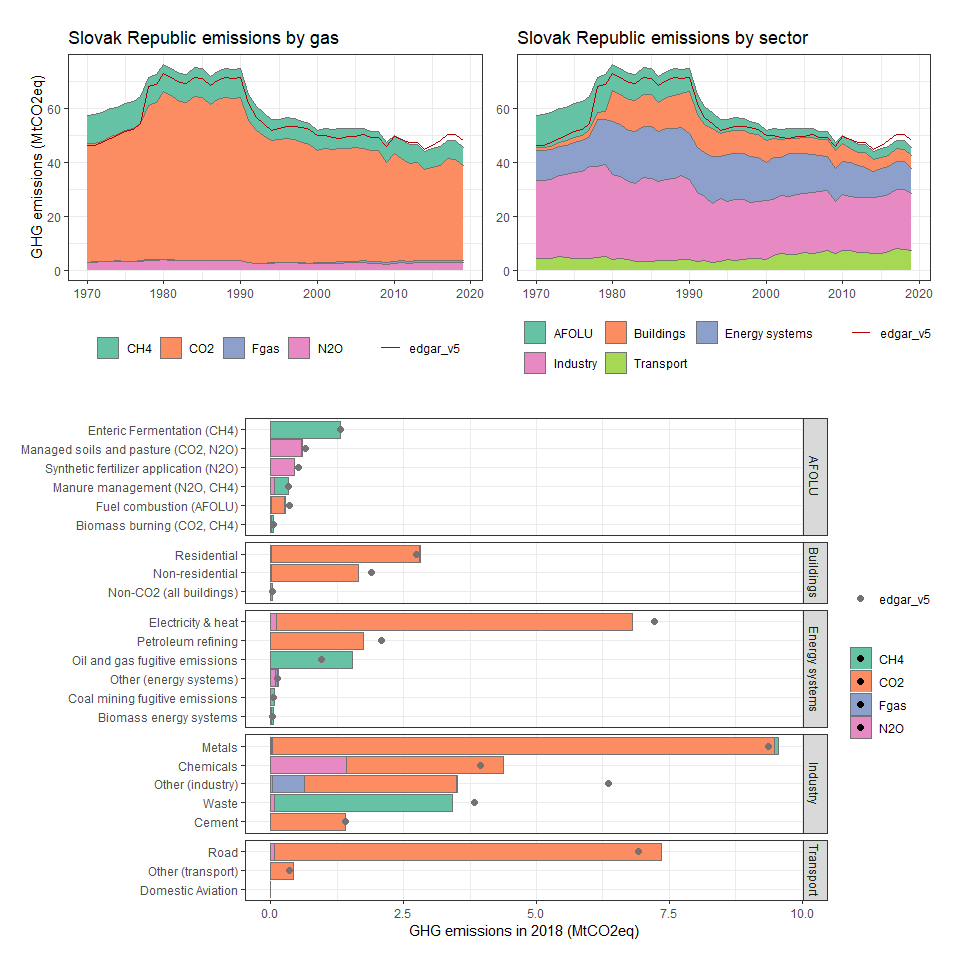 Slovak Republic emissions by gas
GHG emissions (MtCO2eq)
60
40
20
0
1970 1980 1990 2000 2010 2020
CH4 CO2 Fgas N2O edgar_v5
Slovak Republic emissions by sector
60
40
20
0
1970 1980 1990 2000 2010 2020
AFOLU Buildings Energy systems edgar_v5
Industry Transport
Enteric Fermentation (CH4)
Managed soils and pasture (CO2, N2O)
Synthetic fertilizer application (N2O)
Manure management (N2O, CH4)
Fuel combustion (AFOLU)
Biomass burning (CO2, CH4)
AFOLU
Residential
Non-residential
Non-CO2 (all buildings)
Buildings
Electricity & heat
Petroleum refining
Oil and gas fugitive emissions
Other (energy systems)
Coal mining fugitive emissions
Biomass energy systems
Energy systems
Metals
Chemicals
Other (industry)
Waste
Cement
Industry
Road
Other (transport)
Domestic Aviation
Transport
0.0 2.5 5.0 7.5 10.0
GHG emissions in 2018 (MtCO2eq)
edgar_v5
CH4
CO2
Fgas
N2O